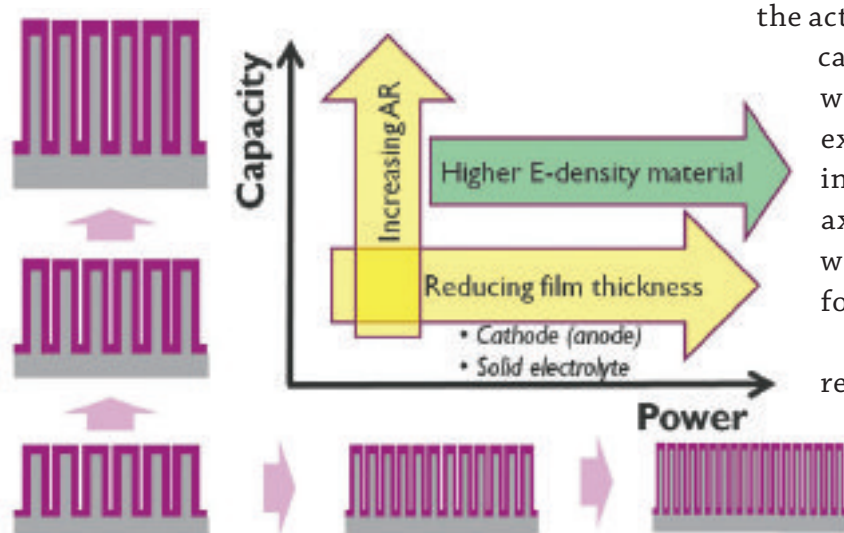 Capacity
Increasing AR
Higher E-density material
Reducing film thickness
• Cathode (anode)
• Solid electrolyte
Power
the act
ca
w
ex
in
ax
w
fo
re